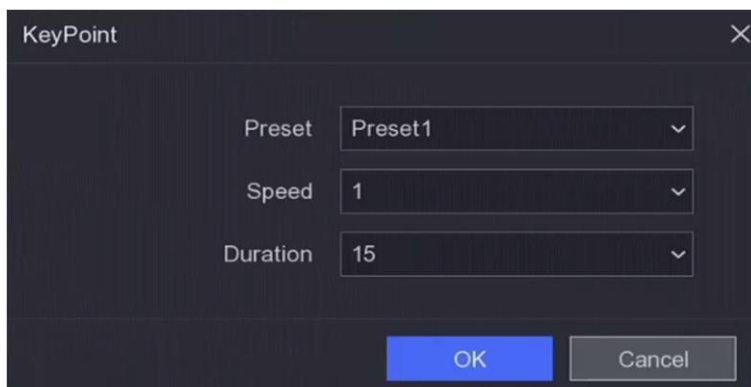 KeyPoint
Preset Preset1
Speed 1
Duration 15
OK Cancel